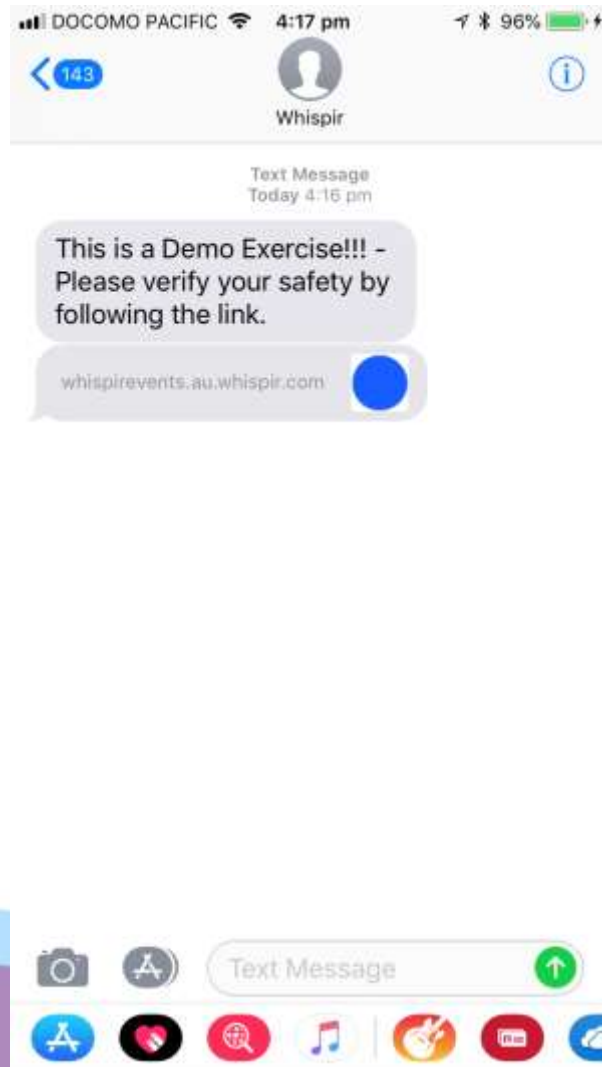 DOCOMO PACIFIC 4:17 pm 96%
143
Whispir
Text Message
Today 4:16 pm
This is a Demo Exercise!!! -
Please verify your safety by
following the link.
whispirevents.au.whispir.com
Text Message